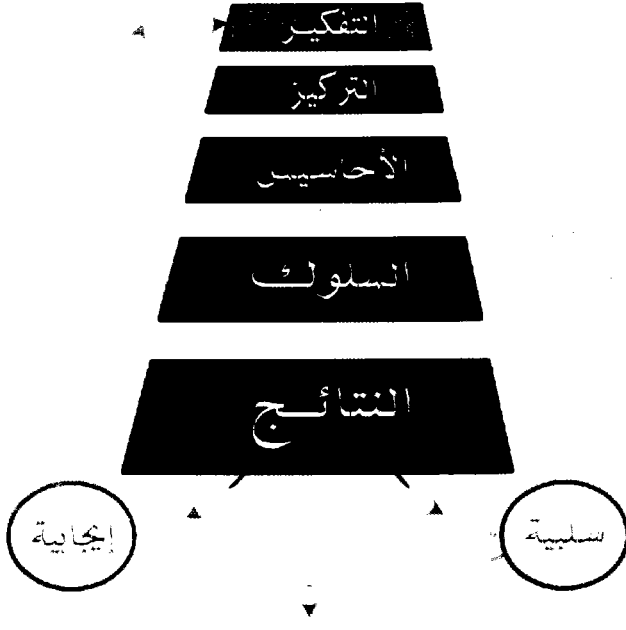 التفكير
التركيز
الأحاسيس
السلوك
النتائج
سلبية
إيجابية